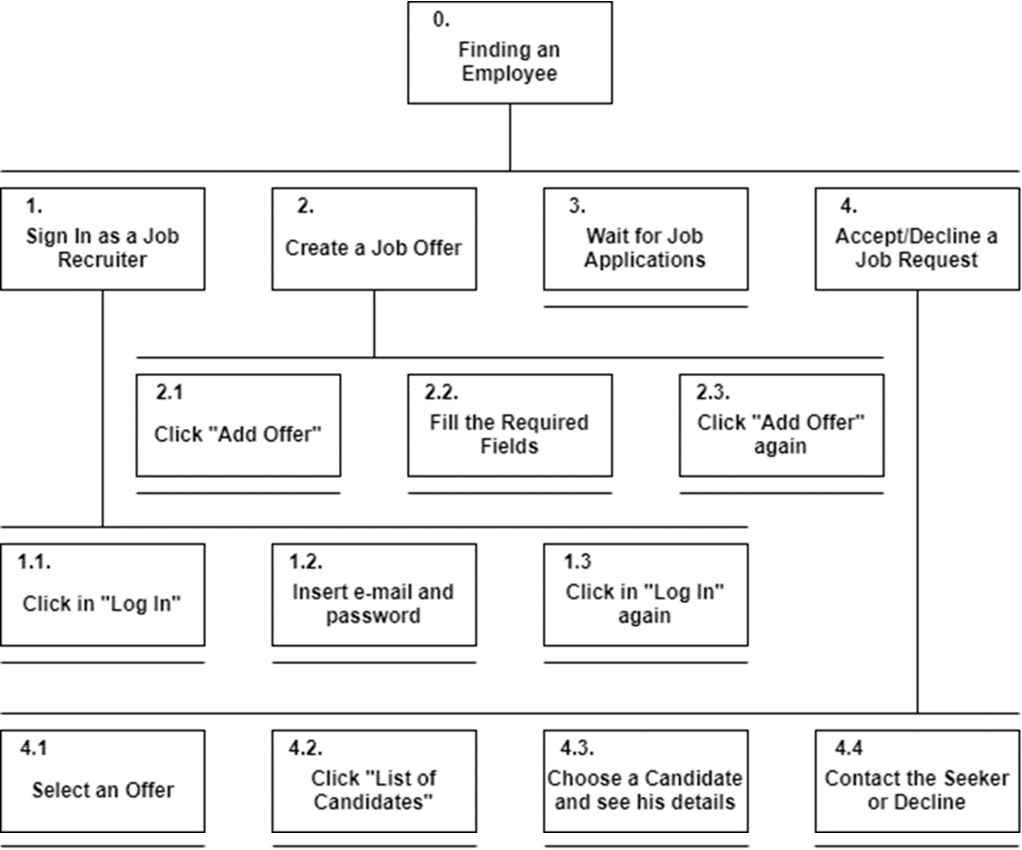 0.
Finding an
Employee
1.
Sign In as a Job
Recruiter
2.
Create a Job Offer
3.
Wait for Job
Applications
4.
Accept/Decline a
Job Request
2.1
Click "Add Offer"
2.2.
Fill the Required
Fields
2.3.
Click "Add Offer"
again
1.1.
Click in "Log In"
1.2.
Insert e-mail and
password
1.3
Click in "Log In"
again
4.1
Select an Offer
4.2.
Click "List of
Candidates"
4.3.
Choose a Candidate
and see his details
4.4
Contact the Seeker
or Decline